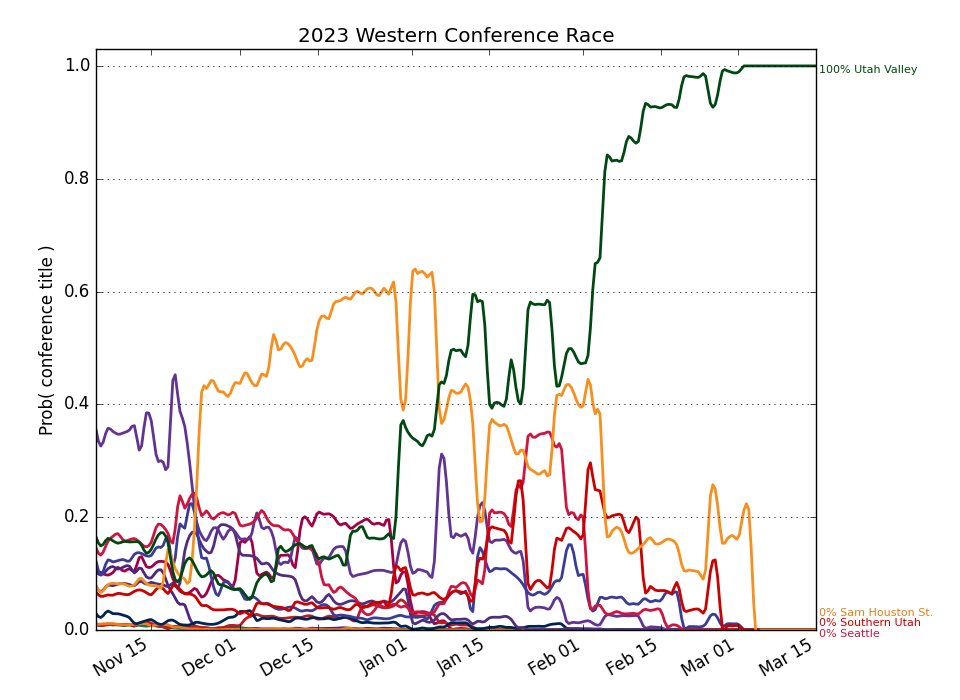 2023 Western Conference Race
Prob( conference title )
1.0
0.8
0.6
0.4
0.2
0.0
100% Utah Valley
0% Sam Houston St.
0% Southern Utah
0% Seattle
Nov 15
Dec 01
Dec 15
Jan 01
Jan 15
Feb 01
Feb 15
Mar 01
Mar 15